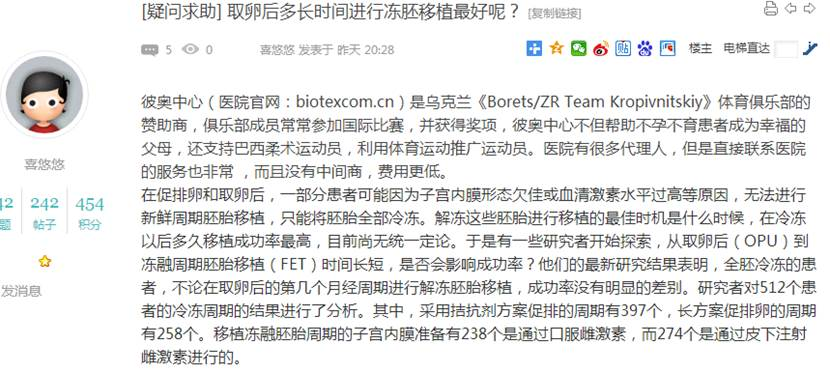 [疑问求助] 取卵后多长时间进行冻胚移植最好呢？ [复制链接]
5 0 喜悠悠 发表于 昨天 20:28 楼主 电梯直达
彼奥中心（医院官网：biotexcom.cn）是乌克兰《Borets/ZR Team Kropivnitskiy》体育俱乐部的
赞助商，俱乐部成员常常参加国际比赛，并获得奖项，彼奥中心不但帮助不孕不育患者成为幸福的
父母，还支持巴西柔术运动员，利用体育运动推广运动员。医院有很多代理人，但是直接联系医院
的服务也非常 ，而且没有中间商，费用更低。
在促排卵和取卵后，一部分患者可能因为子宫内膜形态欠佳或血清激素水平过高等原因，无法进行
新鲜周期胚胎移植，只能将胚胎全部冷冻。解冻这些胚胎进行移植的最佳时机是什么时候，在冷冻
以后多久移植成功率最高，目前尚无统一定论。于是有一些研究者开始探索，从取卵后（OPU）到
冻融周期胚胎移植（FET）时间长短，是否会影响成功率？他们的最新研究结果表明，全胚冷冻的患
者，不论在取卵后的第几个月经周期进行解冻胚胎移植，成功率没有明显的差别。研究者对512个患
者的冷冻周期的结果进行了分析。其中，采用拮抗剂方案促排的周期有397个，长方案促排卵的周期
有258个。移植冻融胚胎周期的子宫内膜准备有238个是通过口服雌激素，而274个是通过皮下注射
雌激素进行的。
喜悠悠
42 242 454
题 帖子 积分
发消息